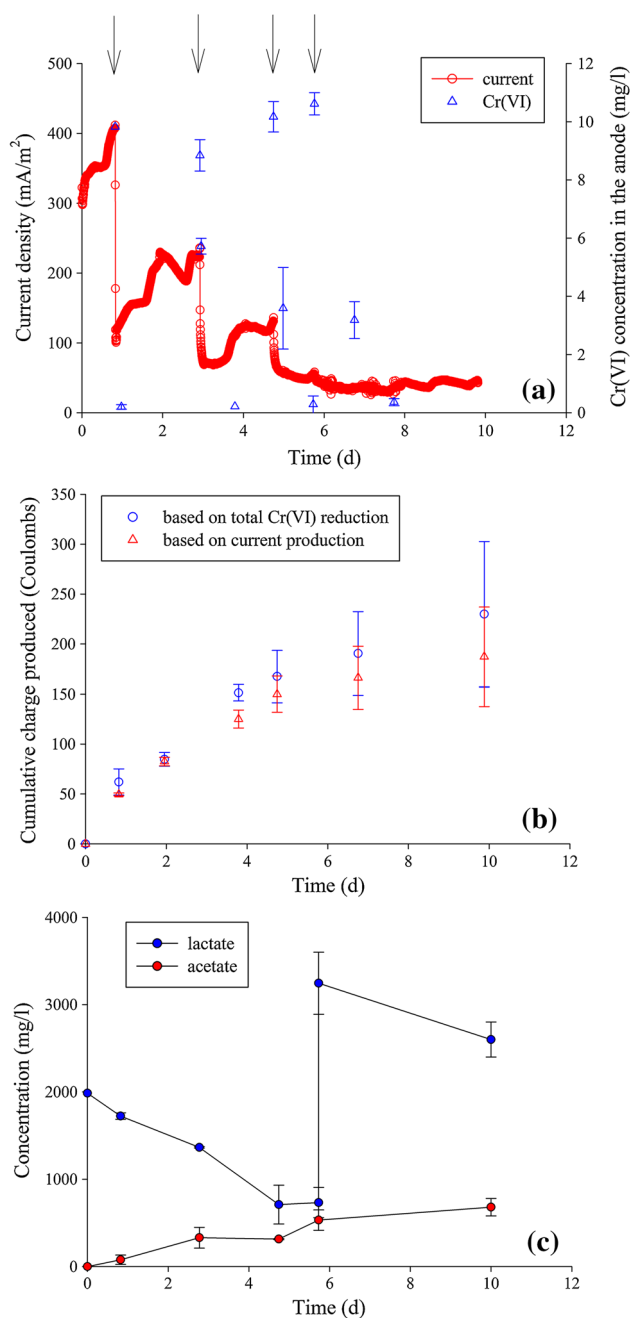 500
400
300
200
100
0
Current density (mA/m²)
12
10
8
6
4
2
0
Cr(VI) concentration in the anode (mg/l)
current
Cr(VI)
(a)
0 2 4 6 8 10 12
Time (d)
350
300
250
200
150
100
50
0
Cumulative charge produced (Coulombs)
based on total Cr(VI) reduction
based on current production
(b)
0 2 4 6 8 10 12
Time (d)
4000
3000
2000
1000
0
Concentration (mg/l)
lactate
acetate
(c)
0 2 4 6 8 10 12
Time (d)